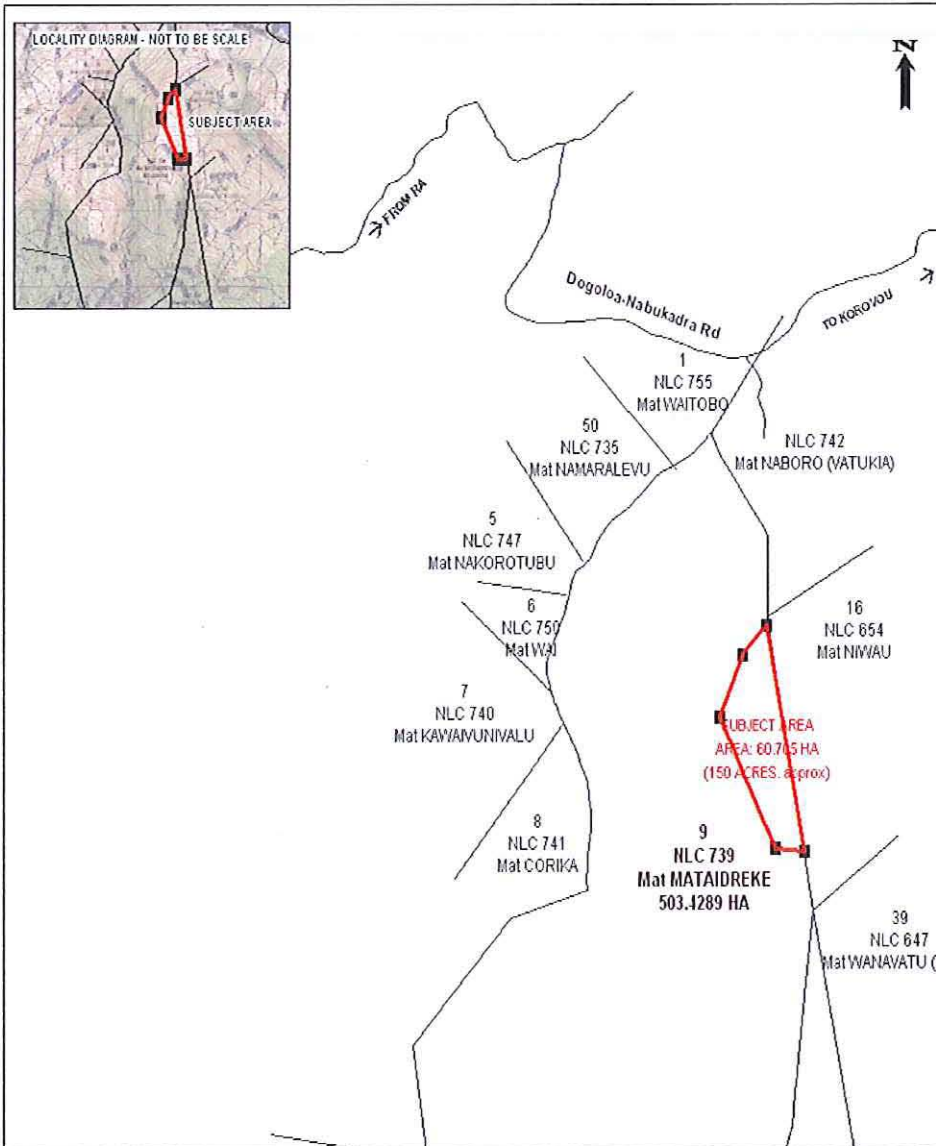 LOCALITY DIAGRAM - NOT TO BE SCALE
SUBJECT AREA
N
FROM RA
Dogoloa-Nabukadra Rd
TO KOROVOU
1
NLC 755
Mat WAITOBO
50
NLC 735
Mat NAMARALEVU
NLC 742
Mat NABORO (VATUKIA)
5
NLC 747
Mat NAKOROTUBU
6
NLC 750
Mat WAI
16
NLC 654
Mat NIWAU
7
NLC 740
Mat KAWAIVUNIVALU
SUBJECT AREA
AREA: 60.705 HA
(150 ACRES. approx)
8
NLC 741
Mat CORIKA
9
NLC 739
Mat MATAIDREKE
503.4289 HA
39
NLC 647
Mat WANAVATU (